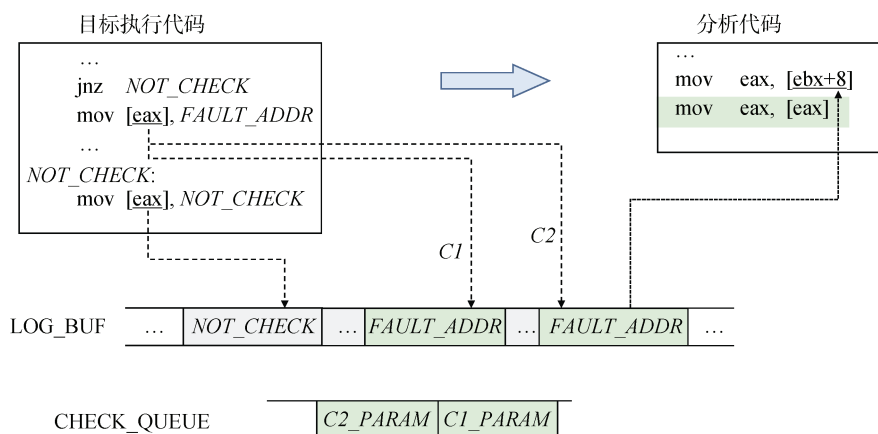 目标执行代码
…
jnz NOT_CHECK
mov [eax], FAULT_ADDR
…
NOT_CHECK:
mov [eax], NOT_CHECK
分析代码
…
mov eax, [ebx+8]
mov eax, [eax]
C1
C2
LOG_BUF … NOT_CHECK … FAULT_ADDR … FAULT_ADDR …
CHECK_QUEUE C2_PARAM C1_PARAM